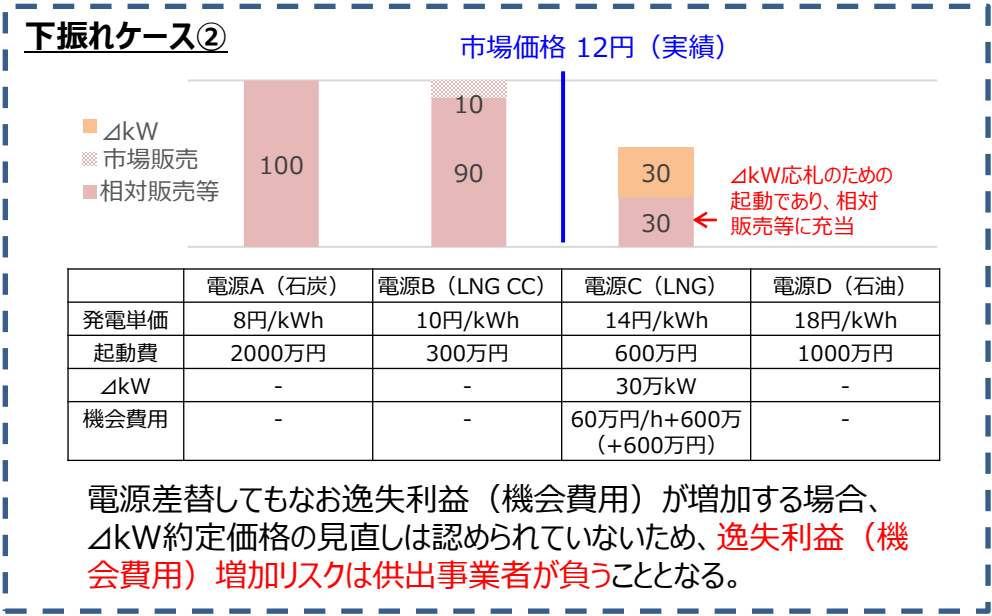 下振れケース②
市場価格 12円（実績）
⊿kW
市場販売
相対販売等
100
10
90
30
30
⊿kW応札のための
起動であり、相対
販売等に充当
電源A（石炭） 電源B（LNG CC） 電源C（LNG） 電源D（石油）
発電単価 8円/kWh 10円/kWh 14円/kWh 18円/kWh
起動費 2000万円 300万円 600万円 1000万円
⊿kW - - 30万kW -
機会費用 - - 60万円/h+600万 -
（+600万円）
電源差替してもなお逸失利益（機会費用）が増加する場合、
⊿kW約定価格の見直しは認められていないため、逸失利益（機
会費用）増加リスクは供出事業者が負うこととなる。